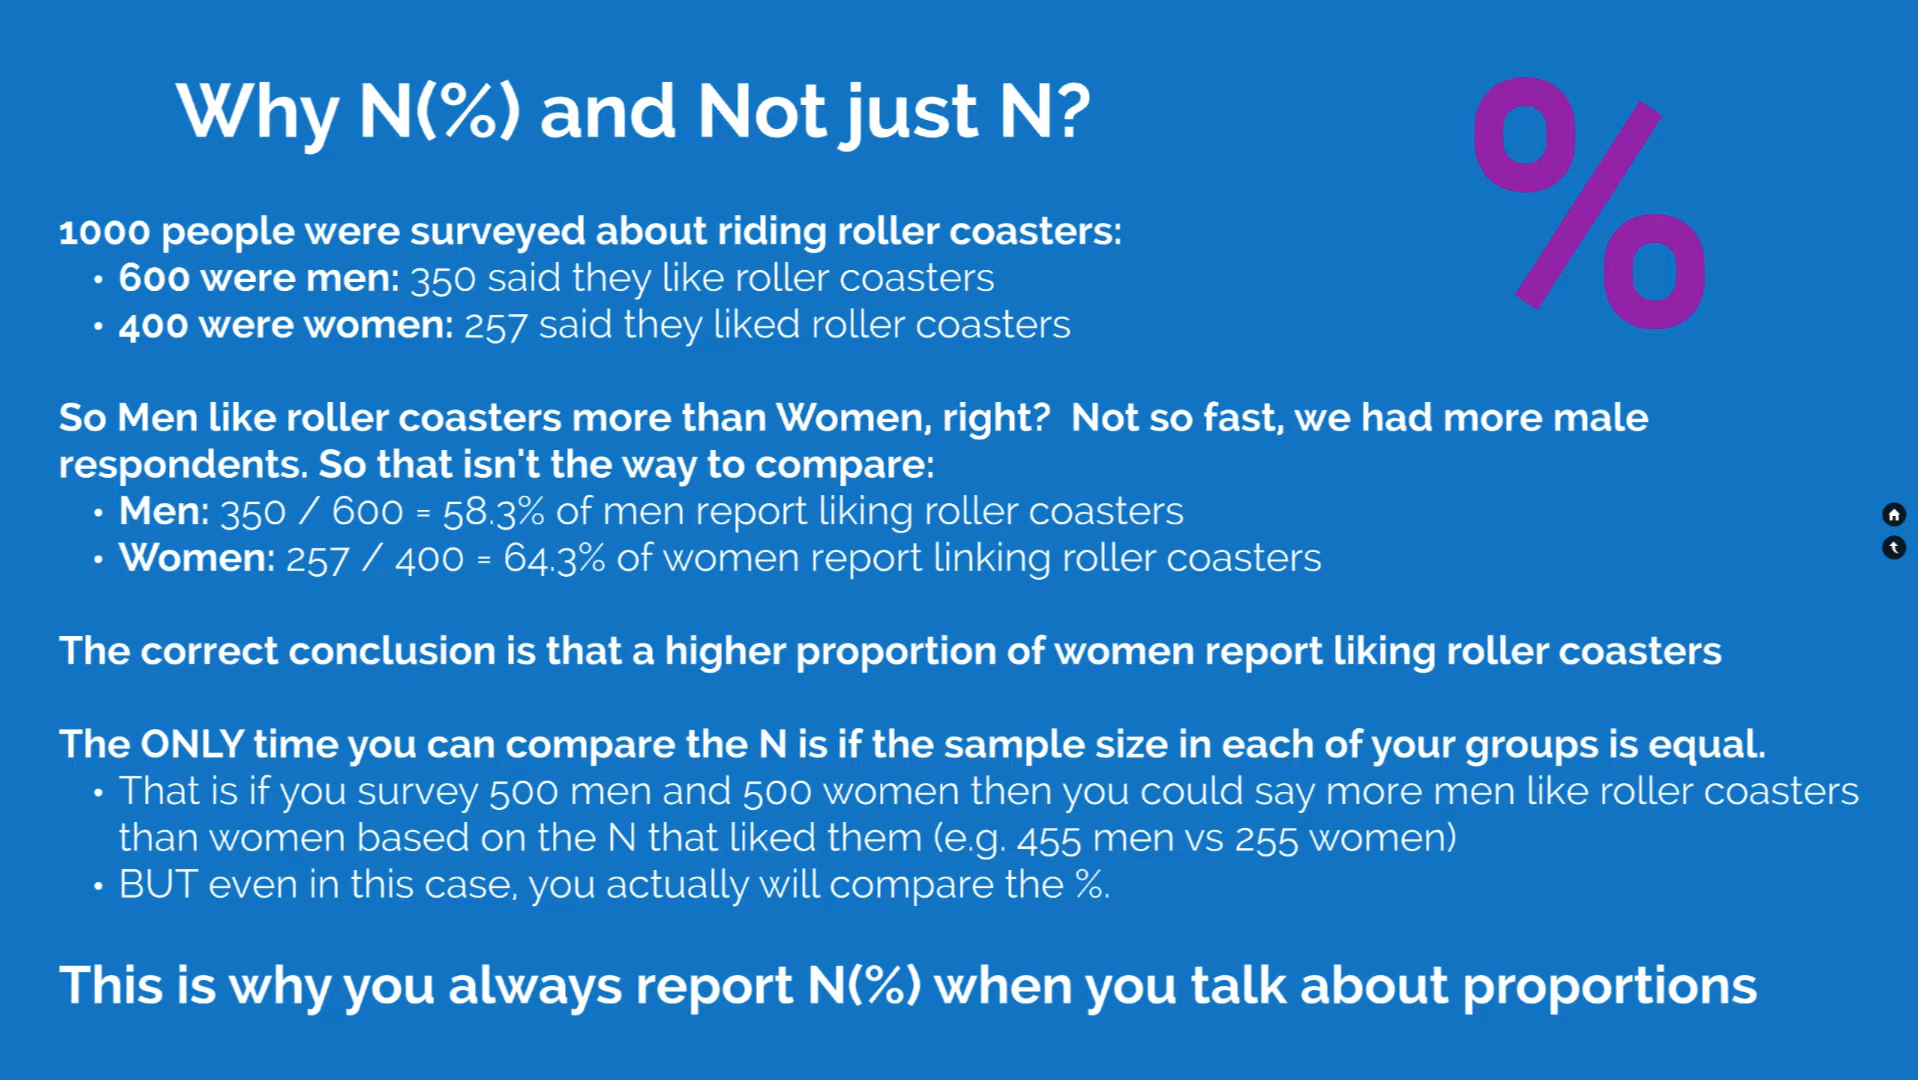 Why N(%) and Not just N?
%
1000 people were surveyed about riding roller coasters:
• 600 were men: 350 said they like roller coasters
• 400 were women: 257 said they liked roller coasters
So Men like roller coasters more than Women, right?  Not so fast, we had more male
respondents. So that isn't the way to compare:
• Men: 350 / 600 = 58.3% of men report liking roller coasters
• Women: 257 / 400 = 64.3% of women report linking roller coasters
The correct conclusion is that a higher proportion of women report liking roller coasters
The ONLY time you can compare the N is if the sample size in each of your groups is equal.
• That is if you survey 500 men and 500 women then you could say more men like roller coasters
than women based on the N that liked them (e.g. 455 men vs 255 women)
• BUT even in this case, you actually will compare the %.
This is why you always report N(%) when you talk about proportions